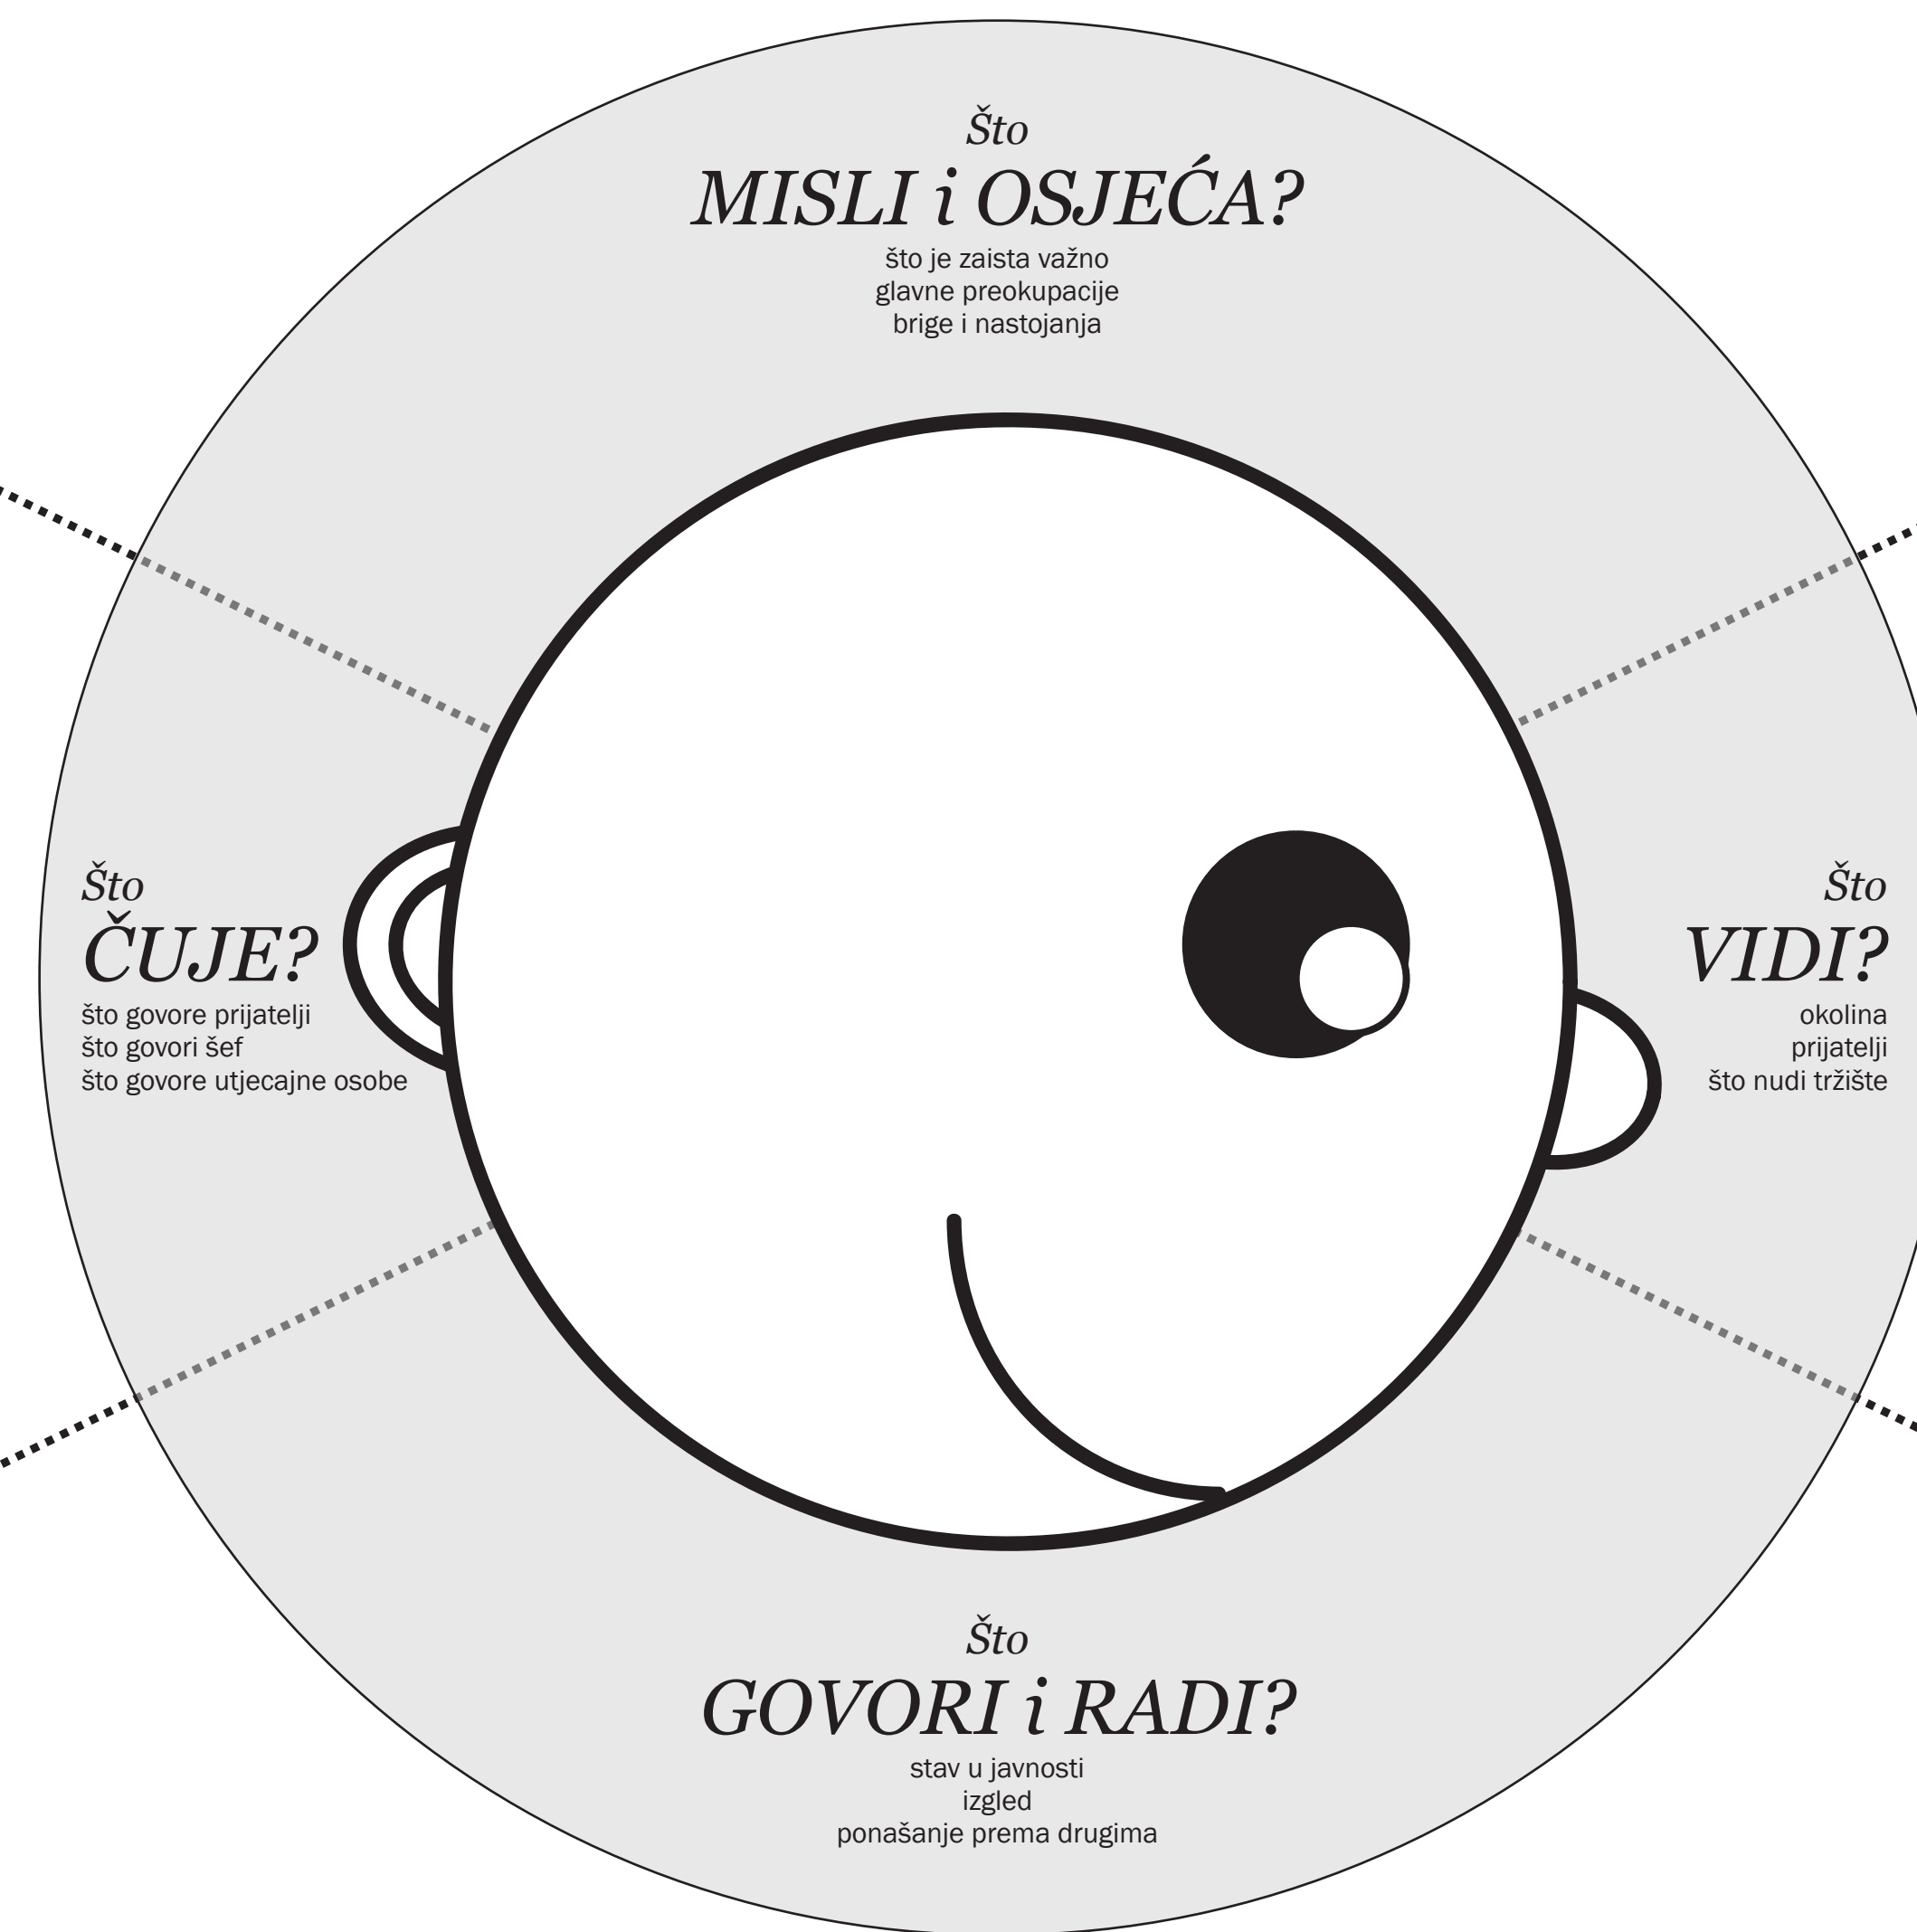 Što
MISLI i OSJEĆA?
što je zaista važno
glavne preokupacije
brige i nastojanja
Što
ČUJE?
što govore prijatelji
što govori šef
što govore utjecajne osobe
Što
VIDI?
okolina
prijatelji
što nudi tržište
Što
GOVORI i RADI?
stav u javnosti
izgled
ponašanje prema drugima